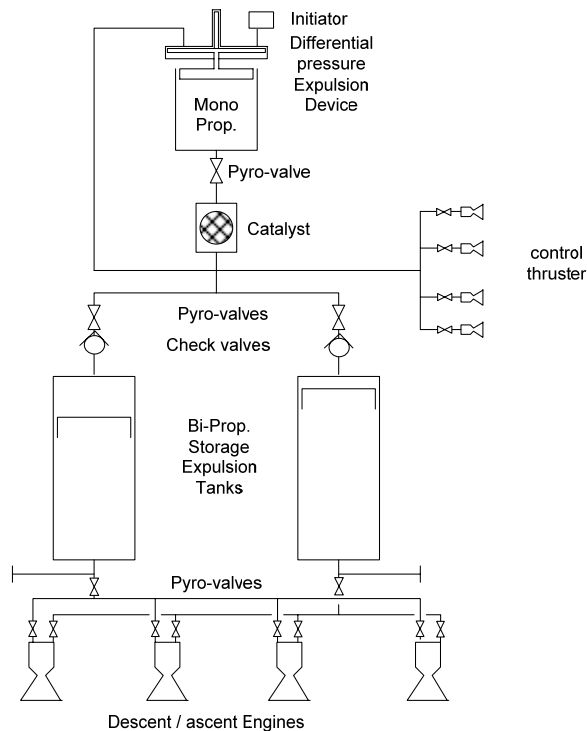 Initiator
Differential
pressure
Expulsion
Device
Mono
Prop.
Pyro-valve
Catalyst
control
thruster
Pyro-valves
Check valves
Bi-Prop.
Storage
Expulsion
Tanks
Pyro-valves
Descent / ascent Engines